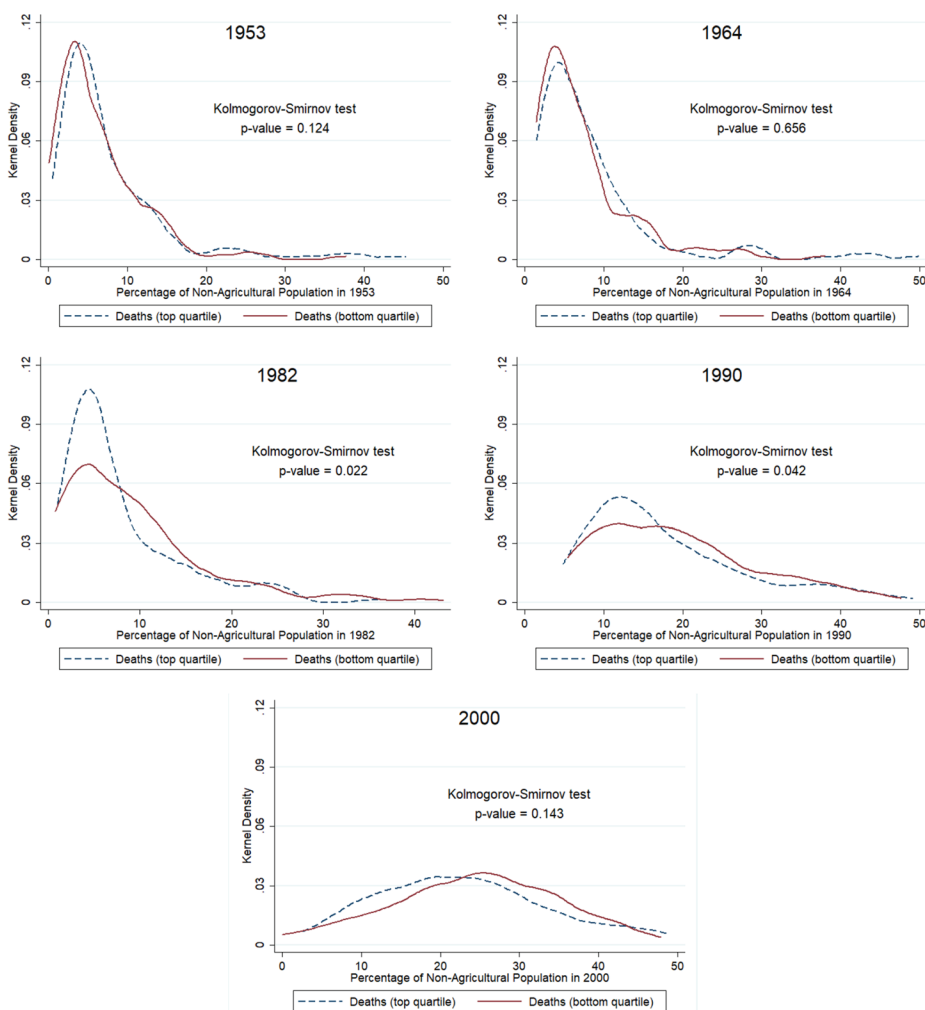 1953
Kolmogorov-Smirnov test
p-value = 0.124
Kernel Density
0 .03 .06 .09 .12
0 10 20 30 40 50
Percentage of Non-Agricultural Population in 1953
Deaths (top quartile) Deaths (bottom quartile)
1964
Kolmogorov-Smirnov test
p-value = 0.656
Kernel Density
0 .03 .06 .09 .12
0 10 20 30 40 50
Percentage of Non-Agricultural Population in 1964
Deaths (top quartile) Deaths (bottom quartile)
1982
Kolmogorov-Smirnov test
p-value = 0.022
Kernel Density
0 .03 .06 .09 .12
0 10 20 30 40
Percentage of Non-Agricultural Population in 1982
Deaths (top quartile) Deaths (bottom quartile)
1990
Kolmogorov-Smirnov test
p-value = 0.042
Kernel Density
0 .03 .06 .09 .12
0 10 20 30 40 50
Percentage of Non-Agricultural Population in 1990
Deaths (top quartile) Deaths (bottom quartile)
2000
Kolmogorov-Smirnov test
p-value = 0.143
Kernel Density
0 .03 .06 .09 .12
0 10 20 30 40 50
Percentage of Non-Agricultural Population in 2000
Deaths (top quartile) Deaths (bottom quartile)